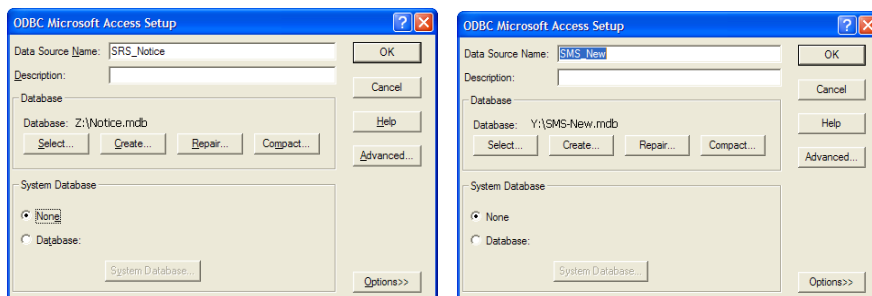 ODBC Microsoft Access Setup
Data Source Name: SRS_Notice
OK
Description:
Cancel
Database
Database: Z:\Notice.mdb
Help
Select... Create... Repair... Compact...
Advanced...
System Database
None
Database:
System Database...
Options>>
ODBC Microsoft Access Setup
Data Source Name: SMS_New
OK
Description:
Cancel
Database
Database: Y:\SMS-New.mdb
Help
Select... Create... Repair... Compact...
Advanced...
System Database
None
Database:
System Database...
Options>>